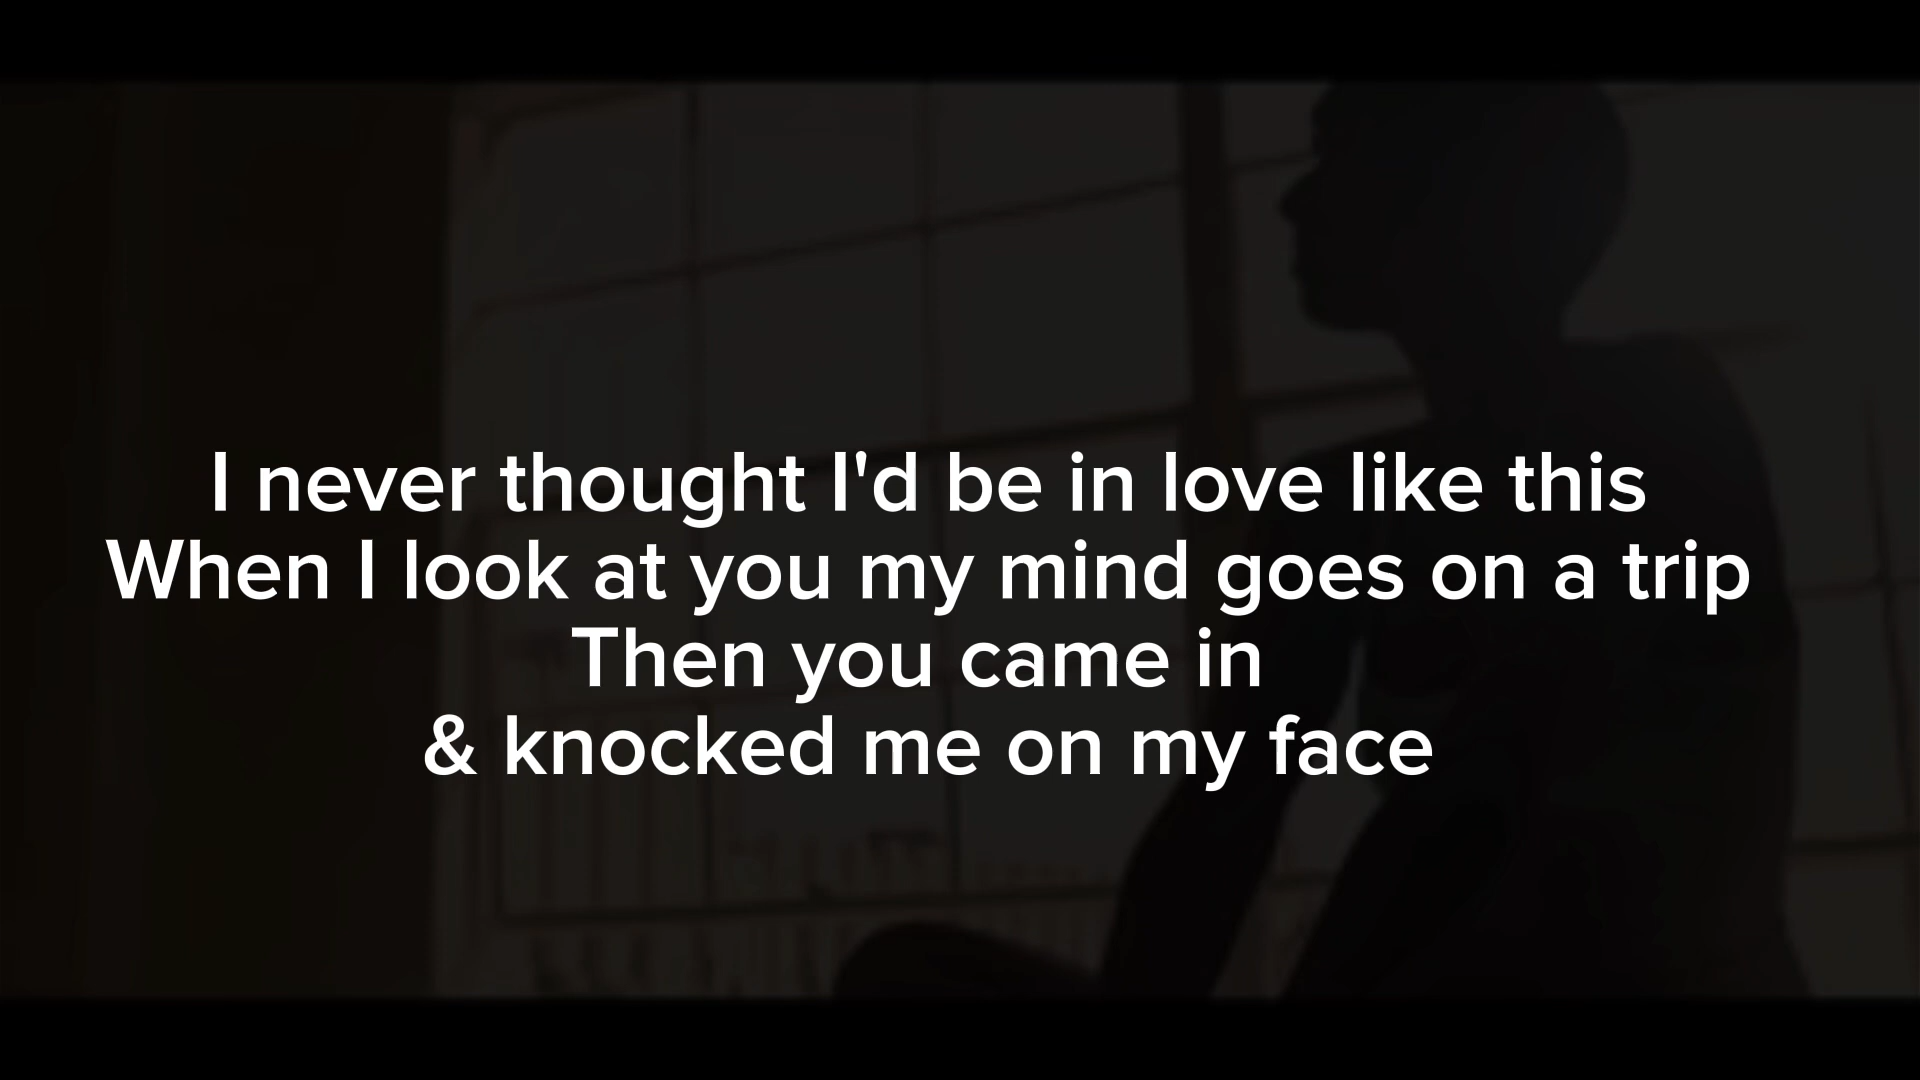 I never thought I'd be in love like this
When I look at you my mind goes on a trip
Then you came in
& knocked me on my face